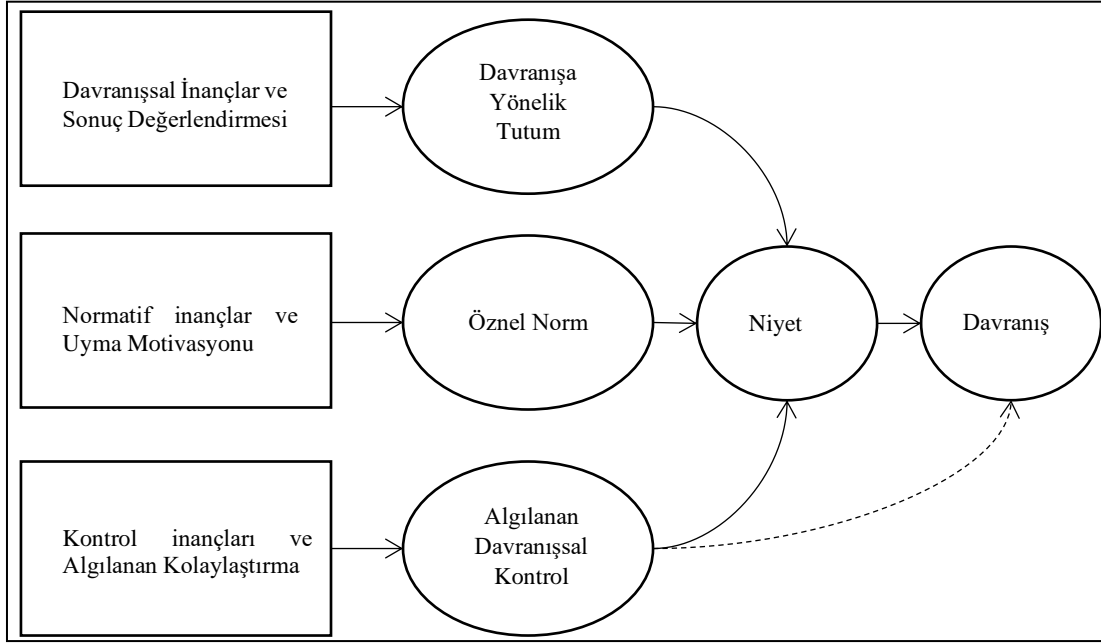 Davranışsal İnançlar ve
Sonuç Değerlendirmesi
Davranışa
Yönelik
Tutum
Normatif inançlar ve
Uyma Motivasyonu
Öznel Norm
Niyet
Davranış
Kontrol inançları ve
Algılanan Kolaylaştırma
Algılanan
Davranışsal
Kontrol